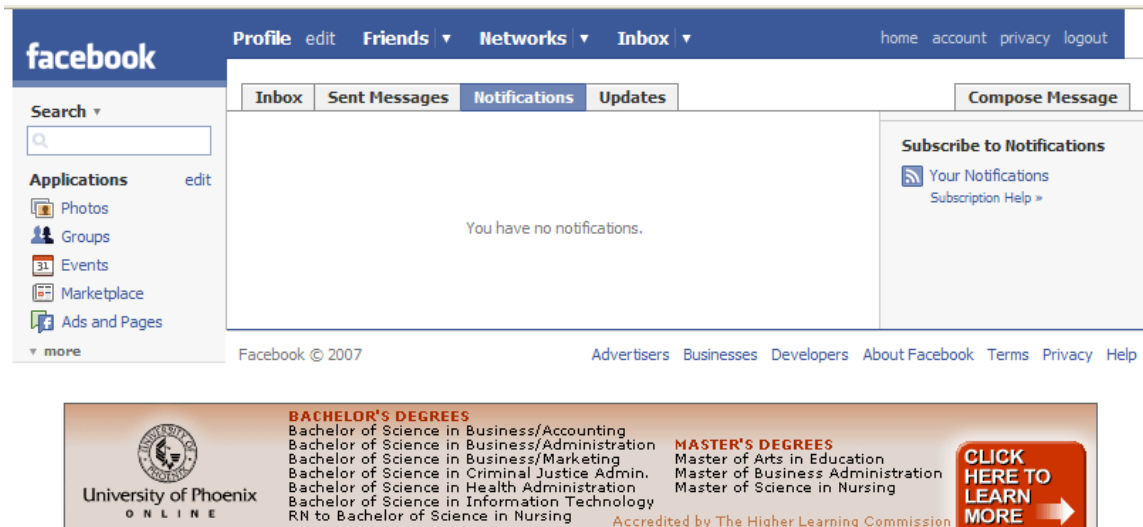 facebook
Profile edit Friends Networks Inbox home account privacy logout
Search
Applications edit
Photos
Groups
31 Events
Marketplace
Ads and Pages
more
Inbox Sent Messages Notifications Updates Compose Message
You have no notifications.
Subscribe to Notifications
Your Notifications
Subscription Help »
Facebook © 2007 Advertisers Businesses Developers About Facebook Terms Privacy Help
University of Phoenix
ONLINE
BACHELOR'S DEGREES
Bachelor of Science in Business/Accounting
Bachelor of Science in Business/Administration
Bachelor of Science in Business/Marketing
Bachelor of Science in Criminal Justice Admin.
Bachelor of Science in Health Administration
Bachelor of Science in Information Technology
RN to Bachelor of Science in Nursing
MASTER'S DEGREES
Master of Arts in Education
Master of Business Administration
Master of Science in Nursing
Accredited by The Higher Learning Commission
CLICK
HERE TO
LEARN
MORE